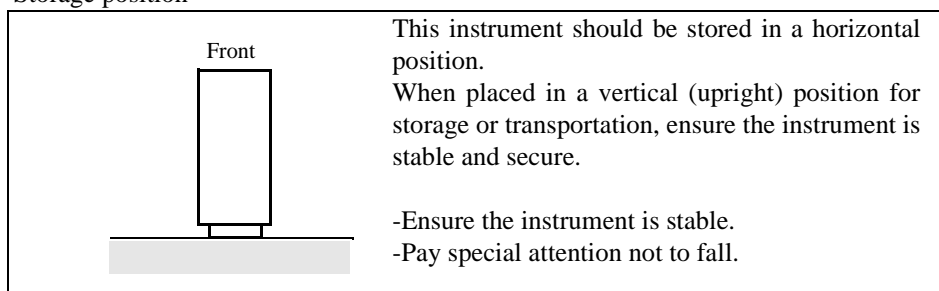 Storage position
Front
This instrument should be stored in a horizontal
position.
When placed in a vertical (upright) position for
storage or transportation, ensure the instrument is
stable and secure.
-Ensure the instrument is stable.
-Pay special attention not to fall.